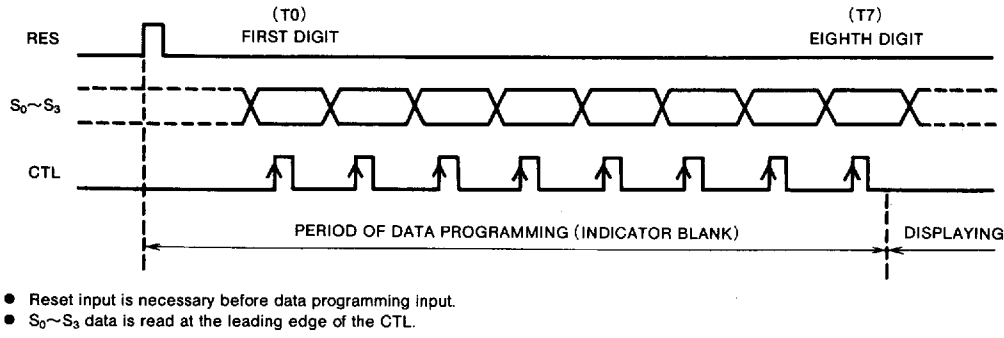 (T0)
(T7)
RES
FIRST DIGIT
EIGHTH DIGIT
S₀~S₃
CTL
PERIOD OF DATA PROGRAMMING (INDICATOR BLANK)
DISPLAYING
● Reset input is necessary before data programming input.
● S₀~S₃ data is read at the leading edge of the CTL.